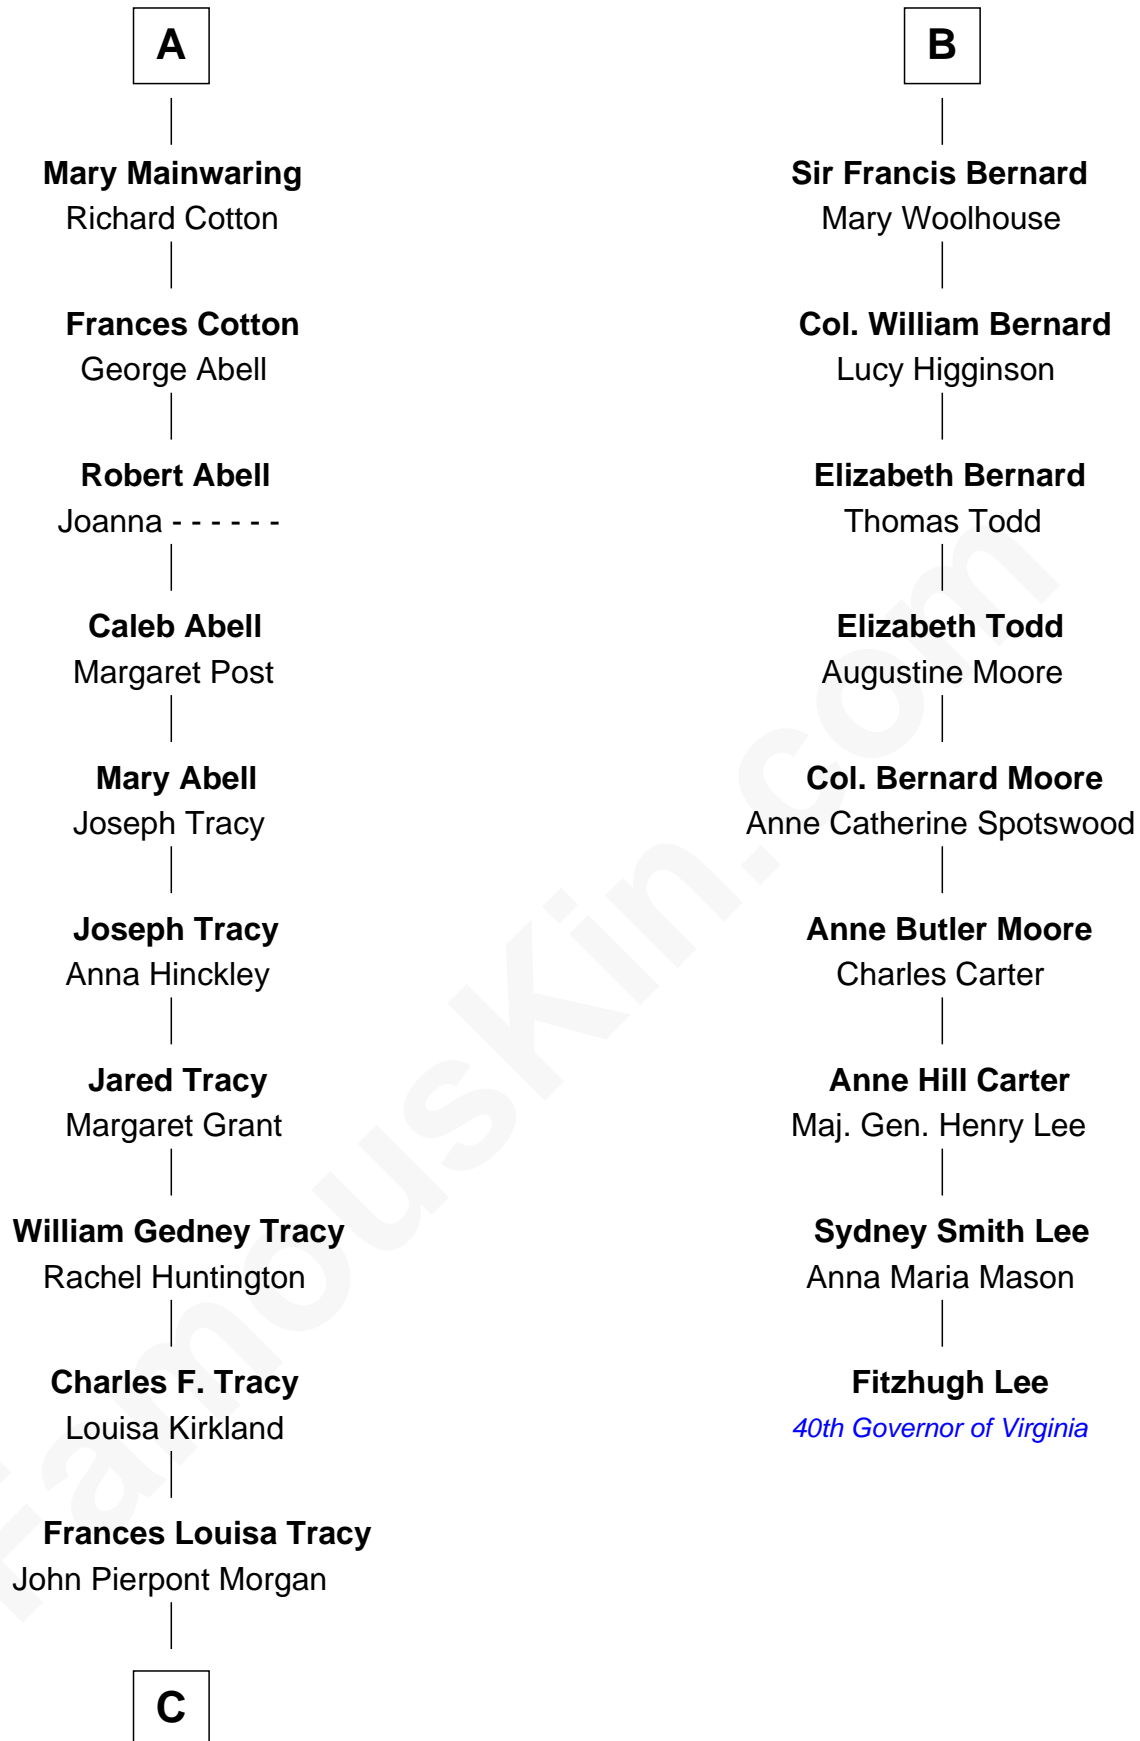 A
Mary Mainwaring
Richard Cotton
Frances Cotton
George Abell
Robert Abell
Joanna - - - - - -
Caleb Abell
Margaret Post
Mary Abell
Joseph Tracy
Joseph Tracy
Anna Hinckley
Jared Tracy
Margaret Grant
William Gedney Tracy
Rachel Huntington
Charles F. Tracy
Louisa Kirkland
Frances Louisa Tracy
John Pierpont Morgan
C
B
Sir Francis Bernard
Mary Woolhouse
Col. William Bernard
Lucy Higginson
Elizabeth Bernard
Thomas Todd
Elizabeth Todd
Augustine Moore
Col. Bernard Moore
Anne Catherine Spotswood
Anne Butler Moore
Charles Carter
Anne Hill Carter
Maj. Gen. Henry Lee
Sydney Smith Lee
Anna Maria Mason
Fitzhugh Lee
40th Governor of Virginia
FamousKin.com